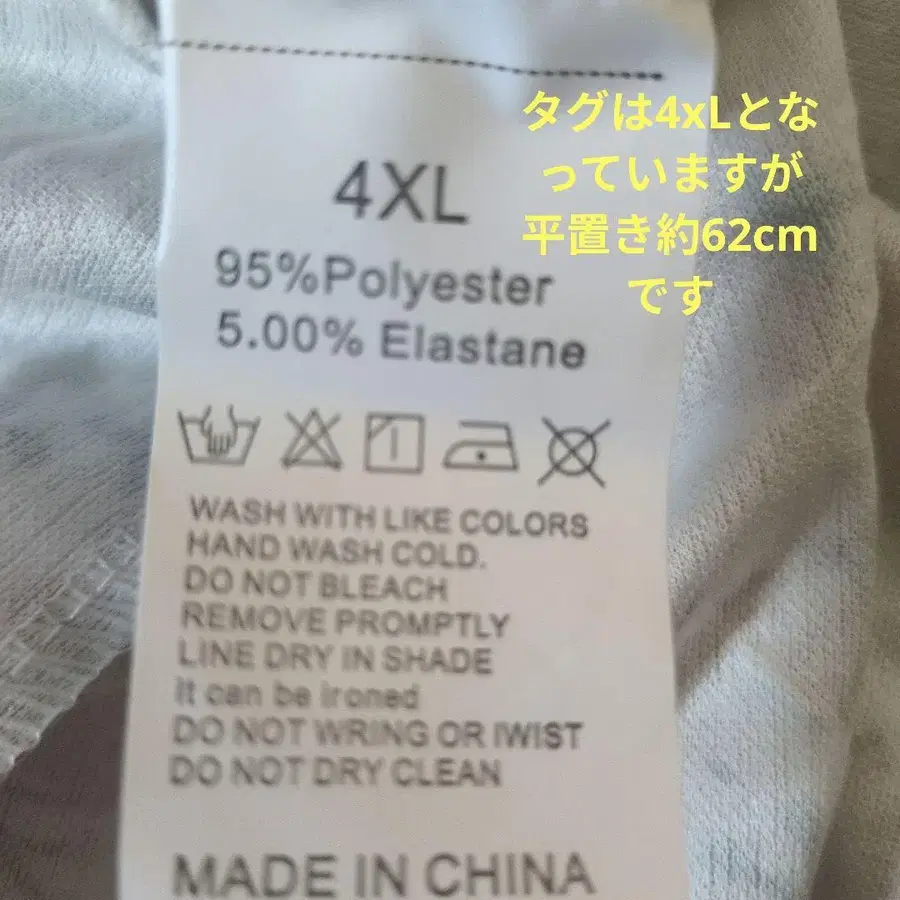 タグは4xLとな
っていますが
平置き約62cm
です
4XL
95%Polyester
5.00% Elastane
WASH WITH LIKE COLORS
HAND WASH COLD.
DO NOT BLEACH
REMOVE PROMPTLY
LINE DRY IN SHADE
It can be ironed
DO NOT WRING OR IWIST
DO NOT DRY CLEAN
MADE IN CHINA